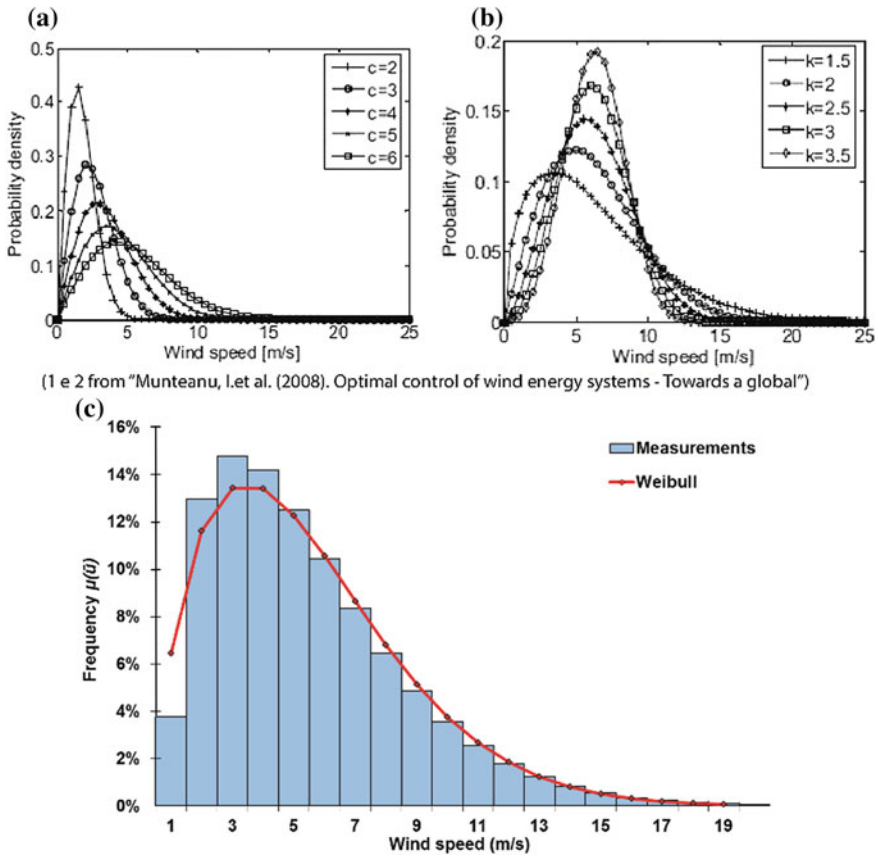 (a)
0.5
0.4
0.3
0.2
0.1
0
Probability density
c=2
c=3
c=4
c=5
c=6
0 5 10 15 20 25
Wind speed [m/s]
(b)
0.2
0.15
0.1
0.05
0
Probability density
k=1.5
k=2
k=2.5
k=3
k=3.5
0 5 10 15 20 25
Wind speed [m/s]
(1 e 2 from "Munteanu, I.et al. (2008). Optimal control of wind energy systems - Towards a global")
(c)
16%
14%
12%
10%
8%
6%
4%
2%
0%
Frequency μ(ū)
Measurements
Weibull
1 3 5 7 9 11 13 15 17 19
Wind speed (m/s)